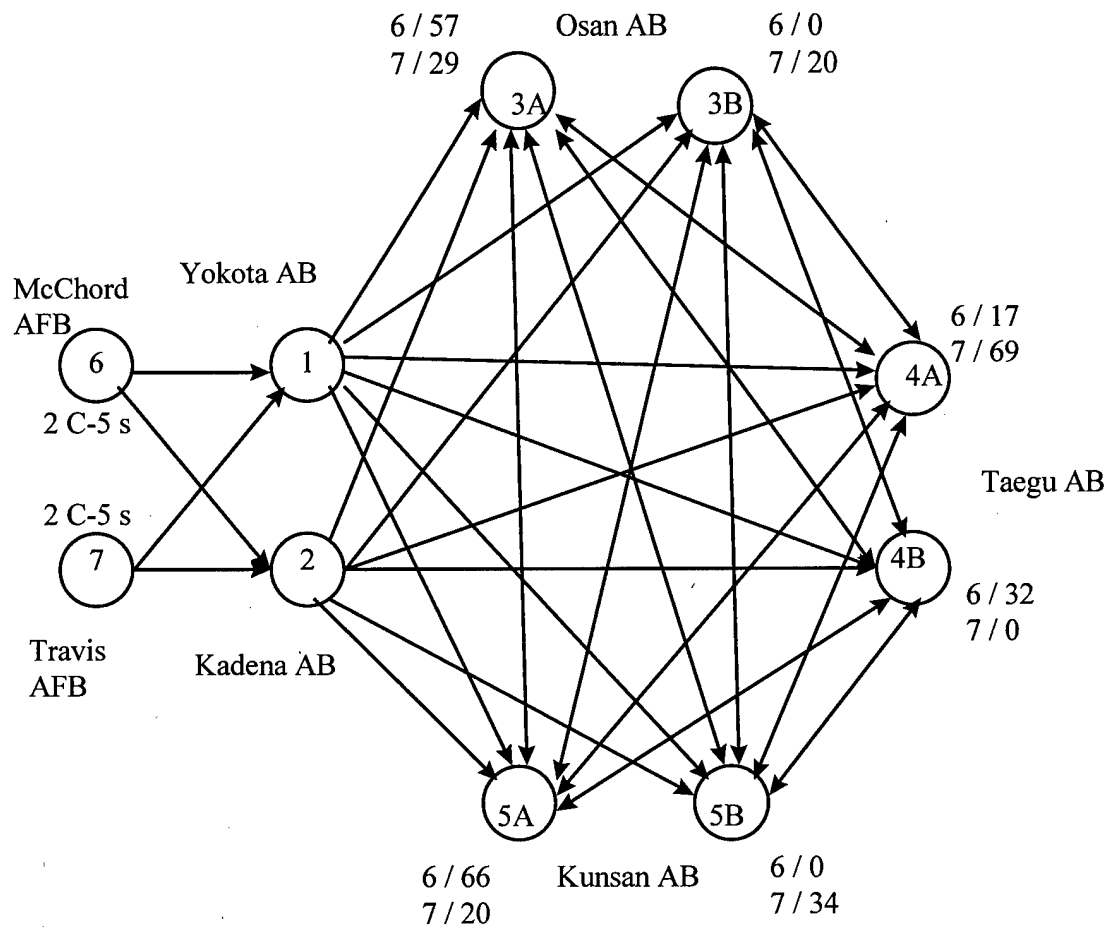 6 / 57
7 / 29
Osan AB
6 / 0
7 / 20
3A
3B
Yokota AB
McChord
AFB
6
1
2 C-5 s
6 / 17
7 / 69
4A
Taegu AB
2 C-5 s
7
2
4B
6 / 32
7 / 0
Travis
AFB
Kadena AB
5A
5B
6 / 66
7 / 20
Kunsan AB
6 / 0
7 / 34